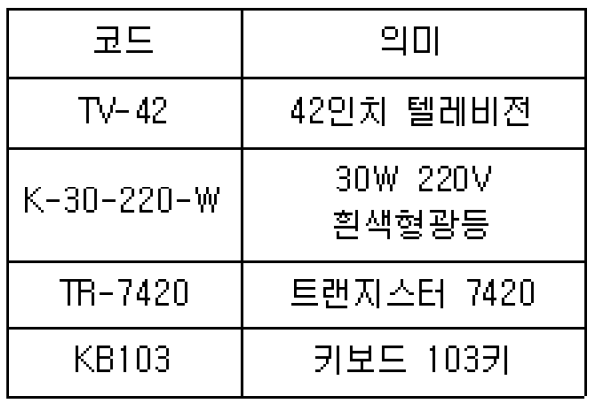 코드 의미
TV-42 42인치 텔레비전
K-30-220-W 30W 220V
흰색형광등
TR-7420 트랜지스터 7420
KB103 키보드 103키